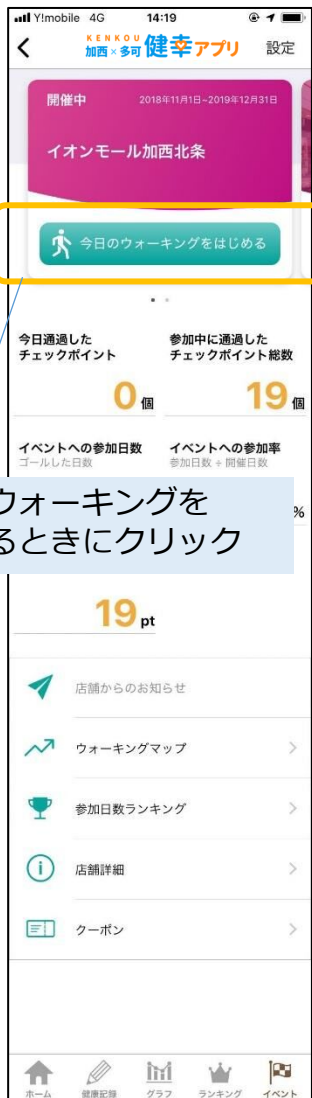 Y!mobile 4G 14:19
KENKOU
加西×多可 健幸アプリ 設定
開催中 2018年11月1日~2019年12月31日
イオンモール加西北条
今日のウォーキングをはじめる
今日通過した
チェックポイント
0個
参加中に通過した
チェックポイント総数
19個
イベントへの参加日数
ゴールした日数
イベントへの参加率
参加日数÷開催日数
%
ウォーキングを
るときにクリック
19 pt
店舗からのお知らせ
ウォーキングマップ
参加日数ランキング
店舗詳細
クーポン
ホーム 健康記録 グラフ ランキング イベント